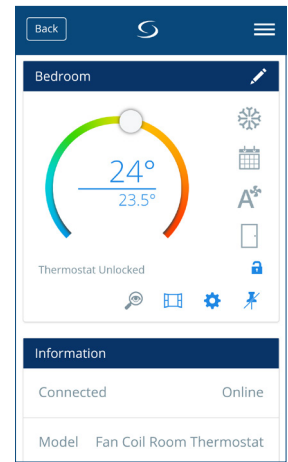 Back
Bedroom
24°
23.5°
A
Thermostat Unlocked
Information
Connected Online
Model Fan Coil Room Thermostat